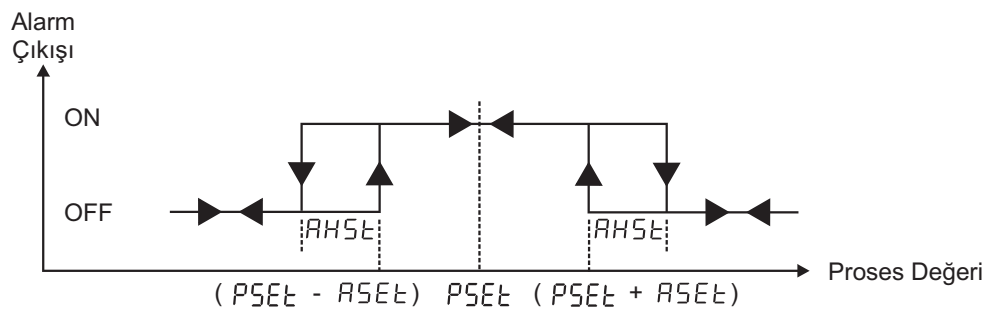 Alarm
Çıkışı
ON
OFF
AHSt AHSt
Proses Değeri
( PSEt - ASEt ) PSEt ( PSEt + ASEt )